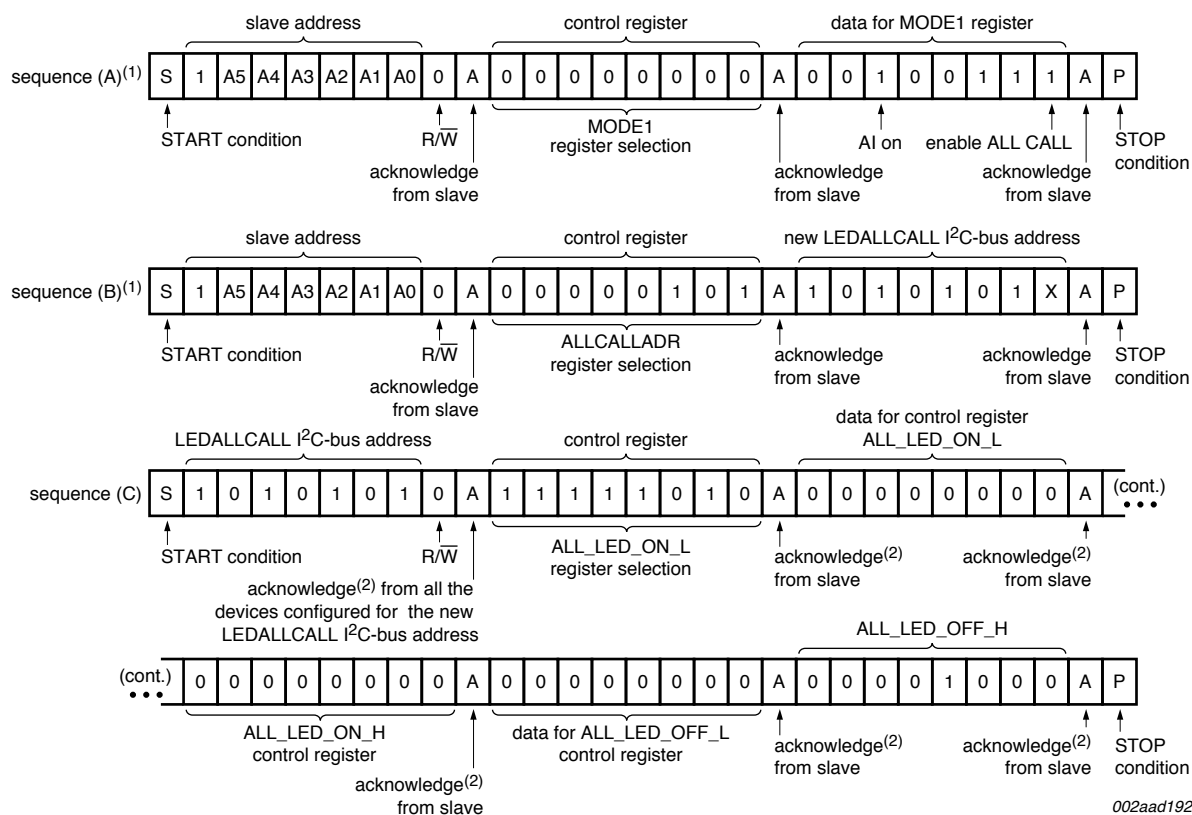 slave address control register data for MODE1 register
sequence (A)(1) S 1 A5 A4 A3 A2 A1 A0 0 A 0 0 0 0 0 0 0 0 A 0 0 1 0 0 1 1 1 A P
START condition R/W̅ MODE1 register selection AI on enable ALL CALL STOP condition
acknowledge from slave acknowledge from slave acknowledge from slave
slave address control register new LEDALLCALL I²C-bus address
sequence (B)(1) S 1 A5 A4 A3 A2 A1 A0 0 A 0 0 0 0 0 1 0 1 A 1 0 1 0 1 0 1 X A P
START condition R/W̅ ALLCALLADR register selection acknowledge from slave acknowledge from slave STOP condition
acknowledge from slave
data for control register
LEDALLCALL I²C-bus address control register ALL_LED_ON_L
sequence (C) S 1 0 1 0 1 0 1 0 A 1 1 1 1 1 0 1 0 A 0 0 0 0 0 0 0 0 A (cont.)
START condition R/W̅ ALL_LED_ON_L register selection acknowledge(2) from slave acknowledge(2) from slave
acknowledge(2) from all the
devices configured for the new
LEDALLCALL I²C-bus address
ALL_LED_OFF_H
(cont.) 0 0 0 0 0 0 0 0 A 0 0 0 0 0 0 0 0 A 0 0 0 0 1 0 0 0 A P
ALL_LED_ON_H control register data for ALL_LED_OFF_L control register acknowledge(2) from slave acknowledge(2) from slave STOP condition
acknowledge(2) from slave
002aad192